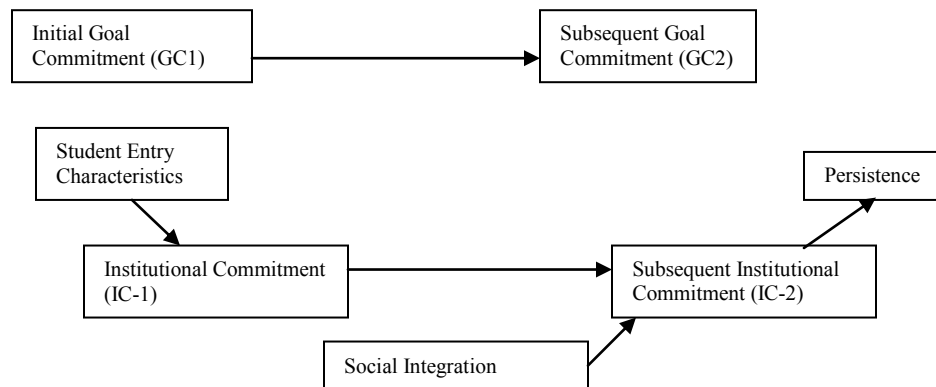 Initial Goal
Commitment (GC1)
Subsequent Goal
Commitment (GC2)
Student Entry
Characteristics
Persistence
Institutional Commitment
(IC-1)
Subsequent Institutional
Commitment (IC-2)
Social Integration